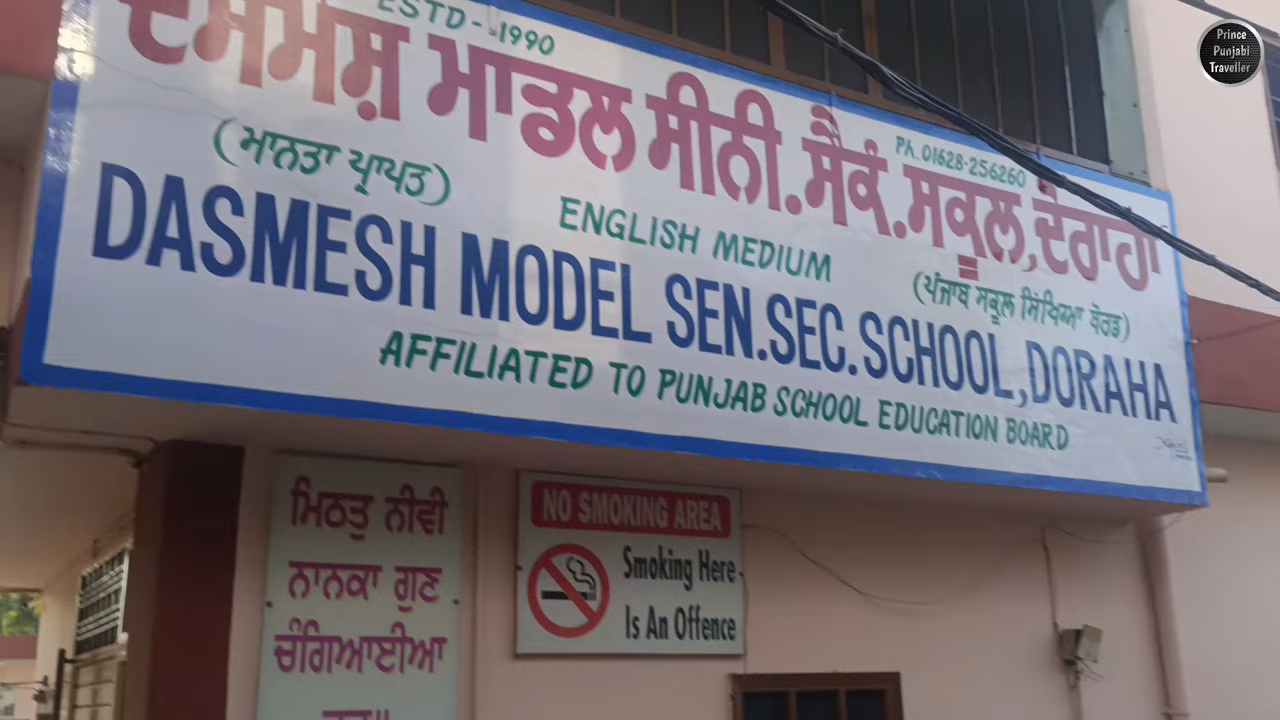 ESTD-1990
ਦਸਮੇਸ਼ ਮਾਡਲ ਸੀਨੀ.ਸੈਕੰ.ਸਕੂਲ,ਦੋਰਾਹਾ
Ph.01628-256260
(ਮਾਨਤਾ ਪ੍ਰਾਪਤ)
ENGLISH MEDIUM
(ਪੰਜਾਬ ਸਕੂਲ ਸਿੱਖਿਆ ਬੋਰਡ)
DASMESH MODEL SEN.SEC.SCHOOL,DORAHA
AFFILIATED TO PUNJAB SCHOOL EDUCATION BOARD
ਮਿਠਤੁ ਨੀਵੀ
ਨਾਨਕਾ ਗੁਣ
ਚੰਗਿਆਈਆ
NO SMOKING AREA
Smoking Here
Is An Offence
Prince
Punjabi
Traveller